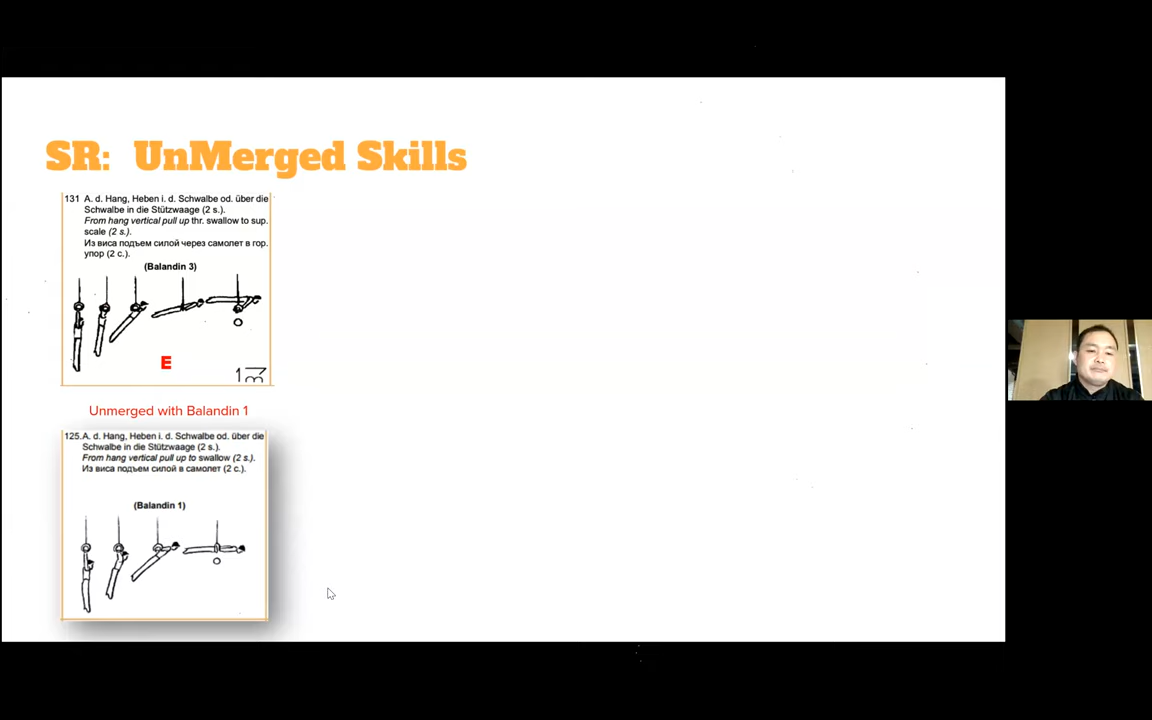 SR: UnMerged Skills
131 A. d. Hang, Heben i. d. Schwalbe od. über die
Schwalbe in die Stützwaage (2 s.).
From hang vertical pull up thr. swallow to sup.
scale (2 s.).
Из виса подъем силой через самолет в гор.
упор (2 с.).
(Balandin 3)
E
Unmerged with Balandin 1
125.A. d. Hang, Heben i. d. Schwalbe od. über die
Schwalbe in die Stützwaage (2 s.).
From hang vertical pull up to swallow (2 s.).
Из виса подъем силой в самолет (2 с.).
(Balandin 1)